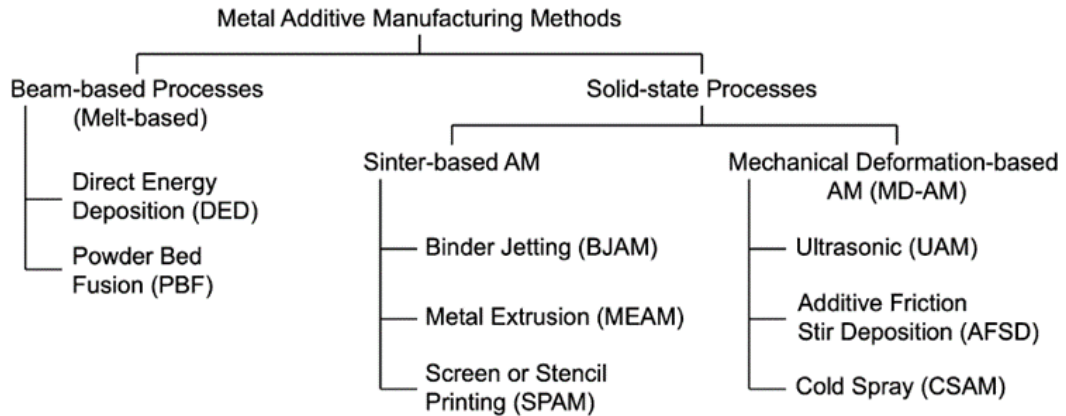 Metal Additive Manufacturing Methods
Beam-based Processes
(Melt-based)
Direct Energy
Deposition (DED)
Powder Bed
Fusion (PBF)
Solid-state Processes
Sinter-based AM
Binder Jetting (BJAM)
Metal Extrusion (MEAM)
Screen or Stencil
Printing (SPAM)
Mechanical Deformation-based
AM (MD-AM)
Ultrasonic (UAM)
Additive Friction
Stir Deposition (AFSD)
Cold Spray (CSAM)